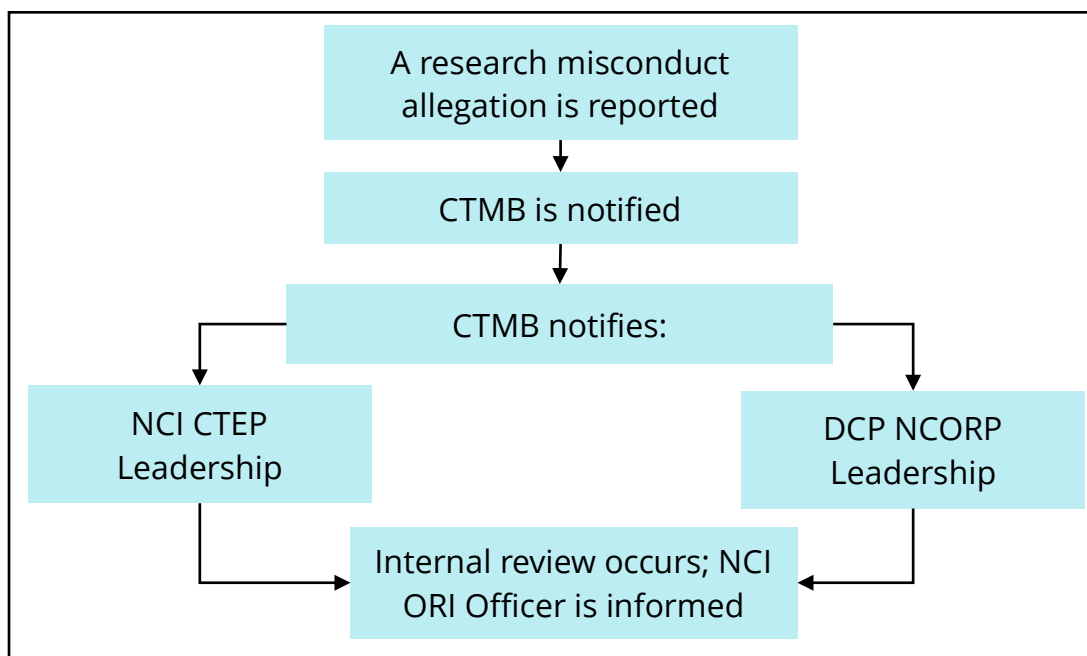 A research misconduct
allegation is reported
CTMB is notified
CTMB notifies:
NCI CTEP
Leadership
DCP NCORP
Leadership
Internal review occurs; NCI
ORI Officer is informed